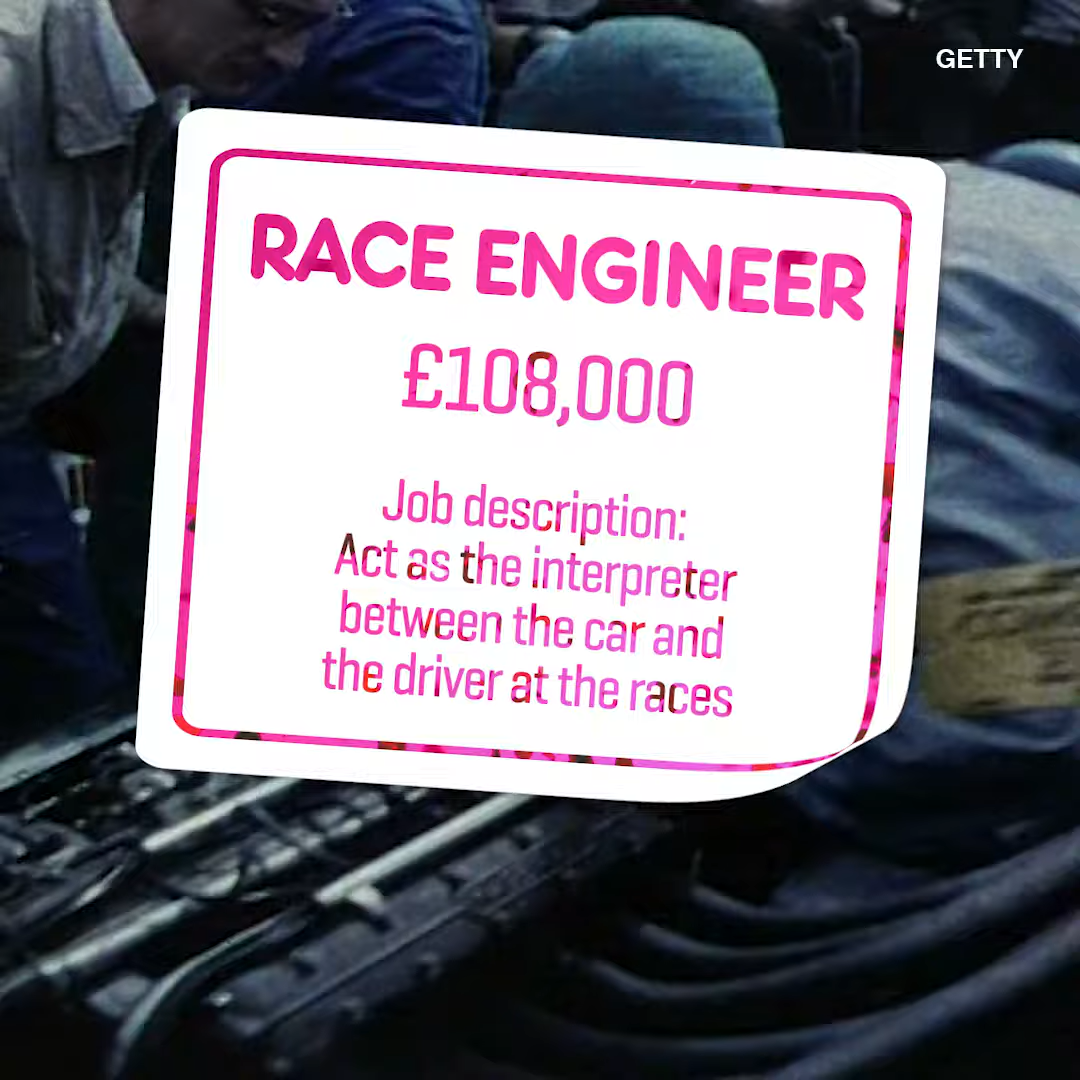 GETTY
RACE ENGINEER
£108,000
Job description:
Act as the interpreter
between the car and
the driver at the races